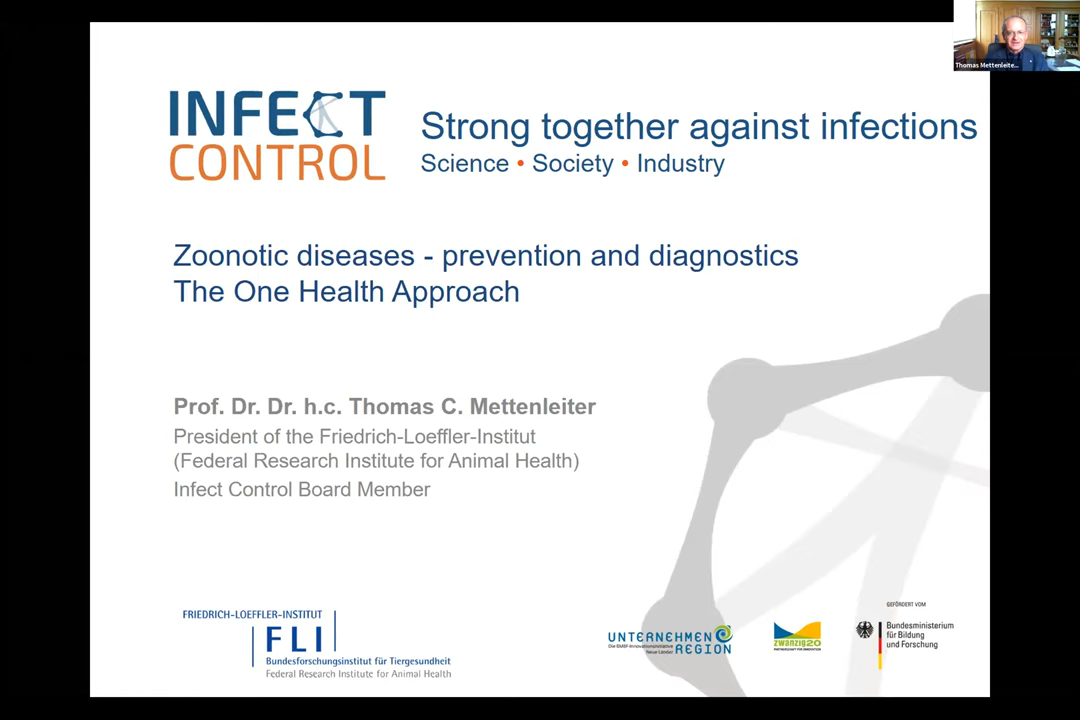 Thomas Mettenleite...
INFECT
CONTROL
Strong together against infections
Science • Society • Industry
Zoonotic diseases - prevention and diagnostics
The One Health Approach
Prof. Dr. Dr. h.c. Thomas C. Mettenleiter
President of the Friedrich-Loeffler-Institut
(Federal Research Institute for Animal Health)
Infect Control Board Member
FRIEDRICH-LOEFFLER-INSTITUT
FLI
Bundesforschungsinstitut für Tiergesundheit
Federal Research Institute for Animal Health
UNTERNEHMEN
Die BMBF-Innovationsinitiative
Neue Länder
REGION
zwanzig20
PARTNERSCHAFT FÜR INNOVATION
GEFÖRDERT VOM
Bundesministerium
für Bildung
und Forschung